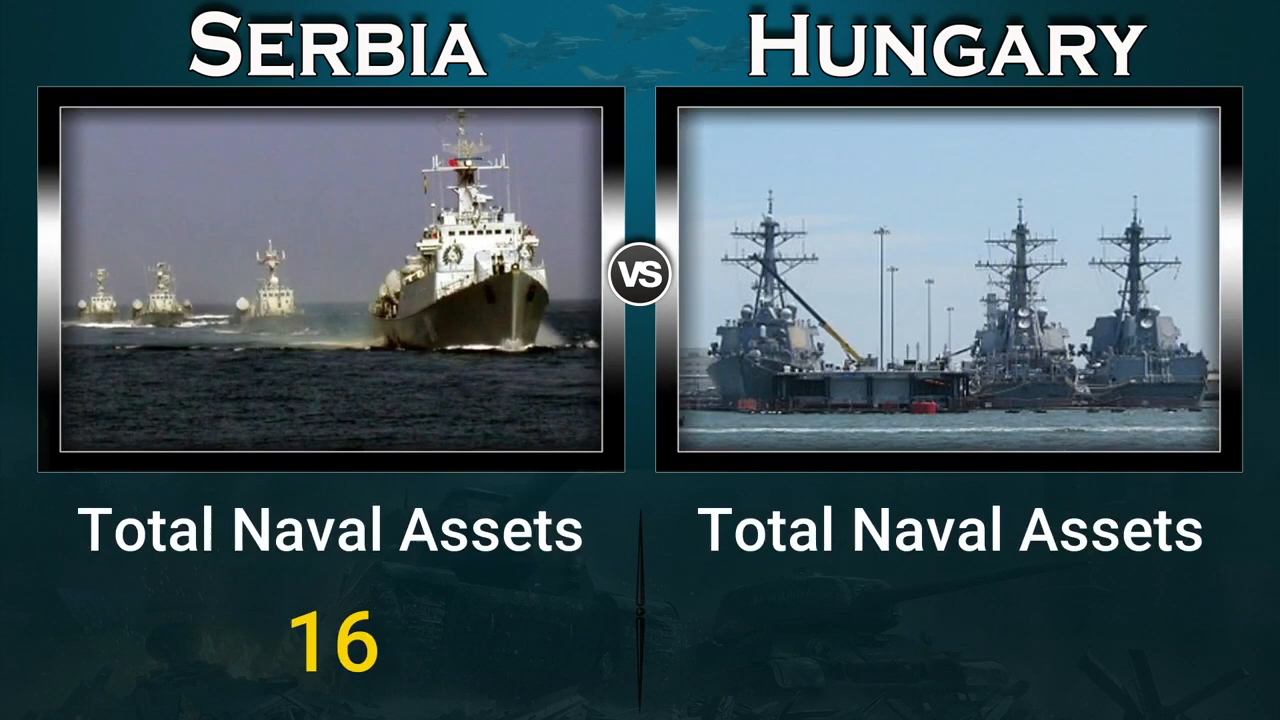 SERBIA
HUNGARY
VS
Total Naval Assets
Total Naval Assets
16